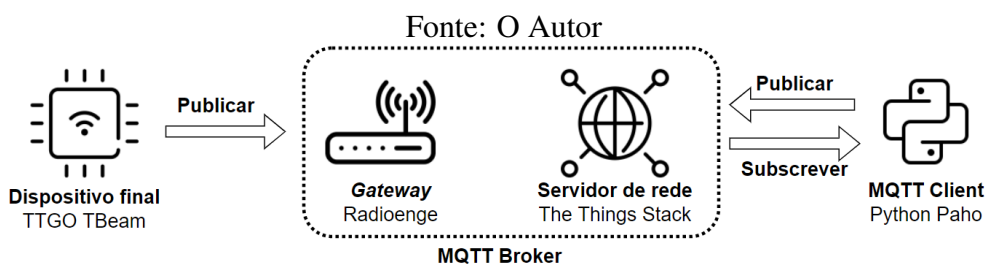 Fonte: O Autor
Publicar
Dispositivo final
TTGO TBeam
Gateway
Radioenge
Servidor de rede
The Things Stack
MQTT Broker
Publicar
Subscrever
MQTT Client
Python Paho